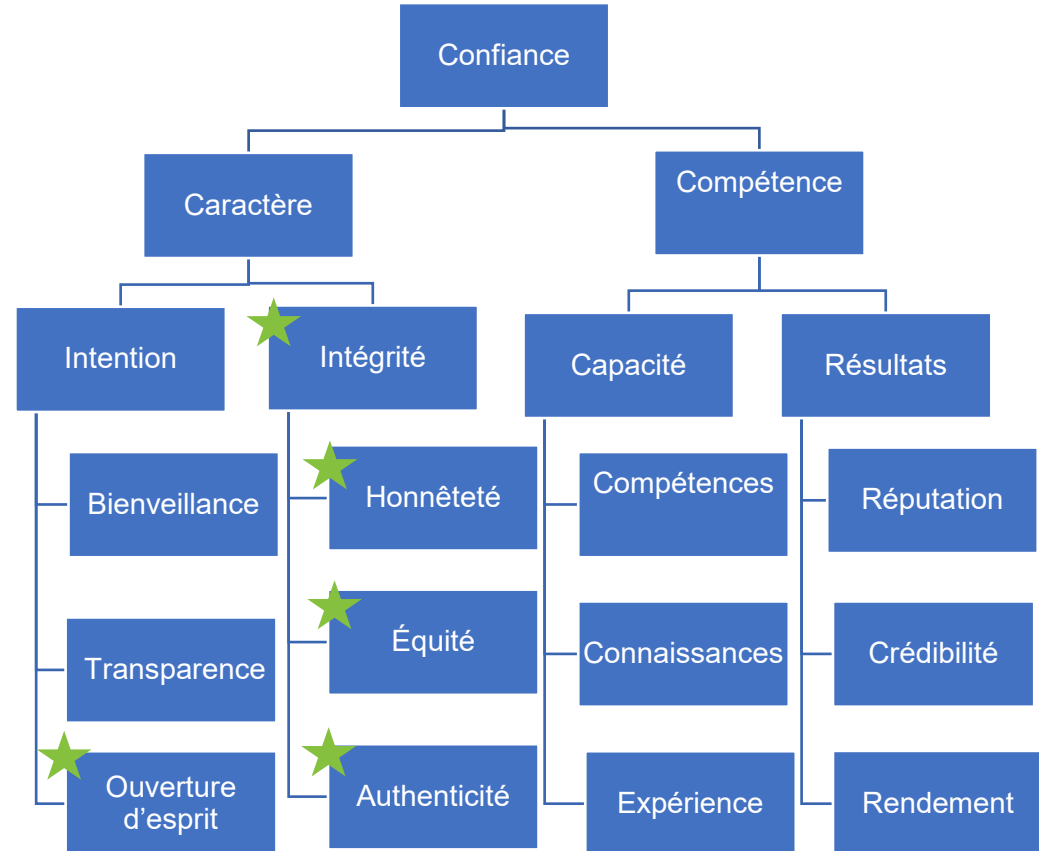 Confiance
Caractère
Compétence
Intention
Intégrité
Capacité
Résultats
Bienveillance
Honnêteté
Compétences
Réputation
Transparence
Équité
Connaissances
Crédibilité
Ouverture
d’esprit
Authenticité
Expérience
Rendement